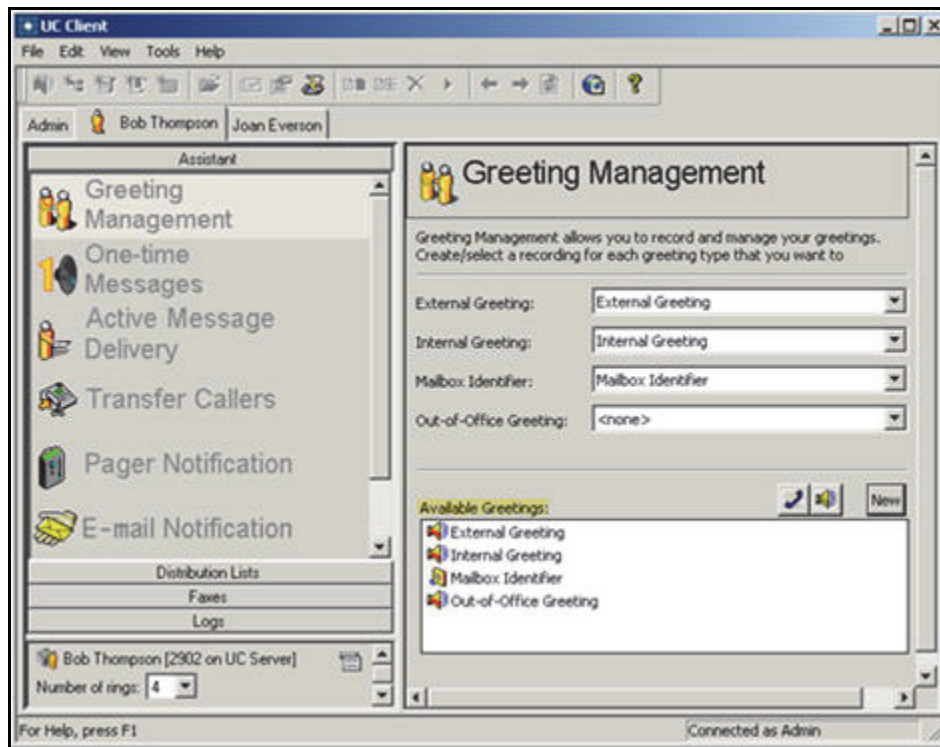 UC Client
File Edit View Tools Help
Admin Bob Thompson Joan Everson
Assistant
Greeting
Management
One-time
Messages
Active Message
Delivery
Transfer Callers
Pager Notification
E-mail Notification
Distribution Lists
Faxes
Logs
Bob Thompson [2902 on UC Server]
Number of rings: 4
Greeting Management
Greeting Management allows you to record and manage your greetings.
Create/select a recording for each greeting type that you want to
External Greeting: External Greeting
Internal Greeting: Internal Greeting
Mailbox Identifier: Mailbox Identifier
Out-of-Office Greeting: <none>
Available Greetings: New
External Greeting
Internal Greeting
Mailbox Identifier
Out-of-Office Greeting
For Help, press F1 Connected as Admin